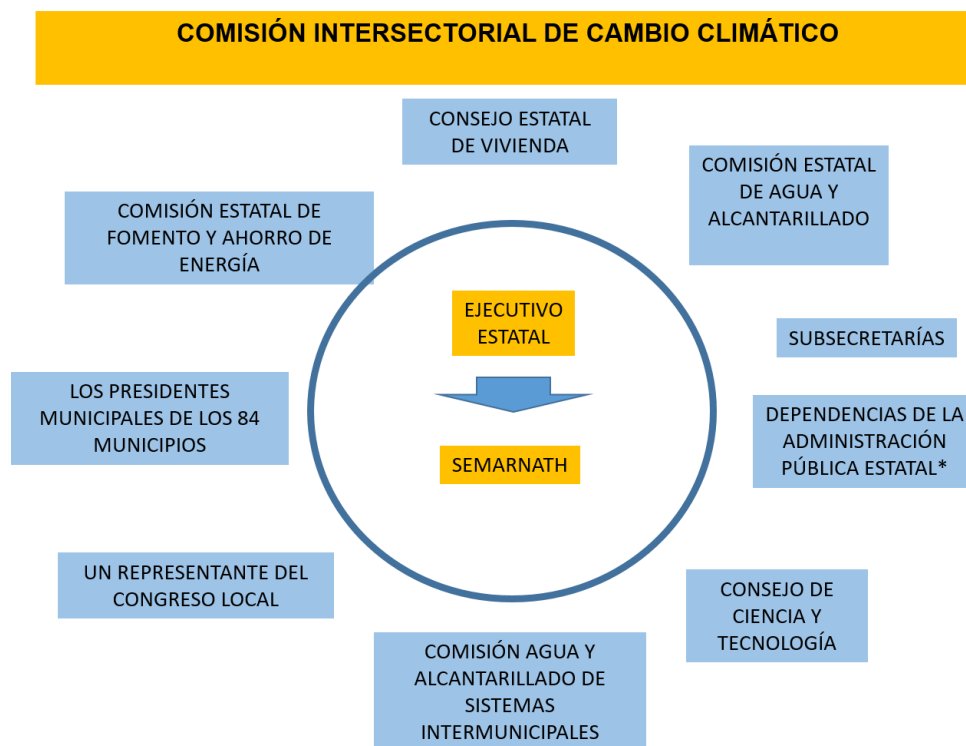 COMISIÓN INTERSECTORIAL DE CAMBIO CLIMÁTICO
CONSEJO ESTATAL
DE VIVIENDA
COMISIÓN ESTATAL
DE AGUA Y
ALCANTARILLADO
COMISIÓN ESTATAL DE
FOMENTO Y AHORRO DE
ENERGÍA
EJECUTIVO
ESTATAL
SUBSECRETARÍAS
LOS PRESIDENTES
MUNICIPALES DE LOS 84
MUNICIPIOS
DEPENDENCIAS DE LA
ADMINISTRACIÓN
PÚBLICA ESTATAL*
SEMARNATH
UN REPRESENTANTE DEL
CONGRESO LOCAL
CONSEJO DE
CIENCIA Y
TECNOLOGÍA
COMISIÓN AGUA Y
ALCANTARILLADO DE
SISTEMAS
INTERMUNICIPALES